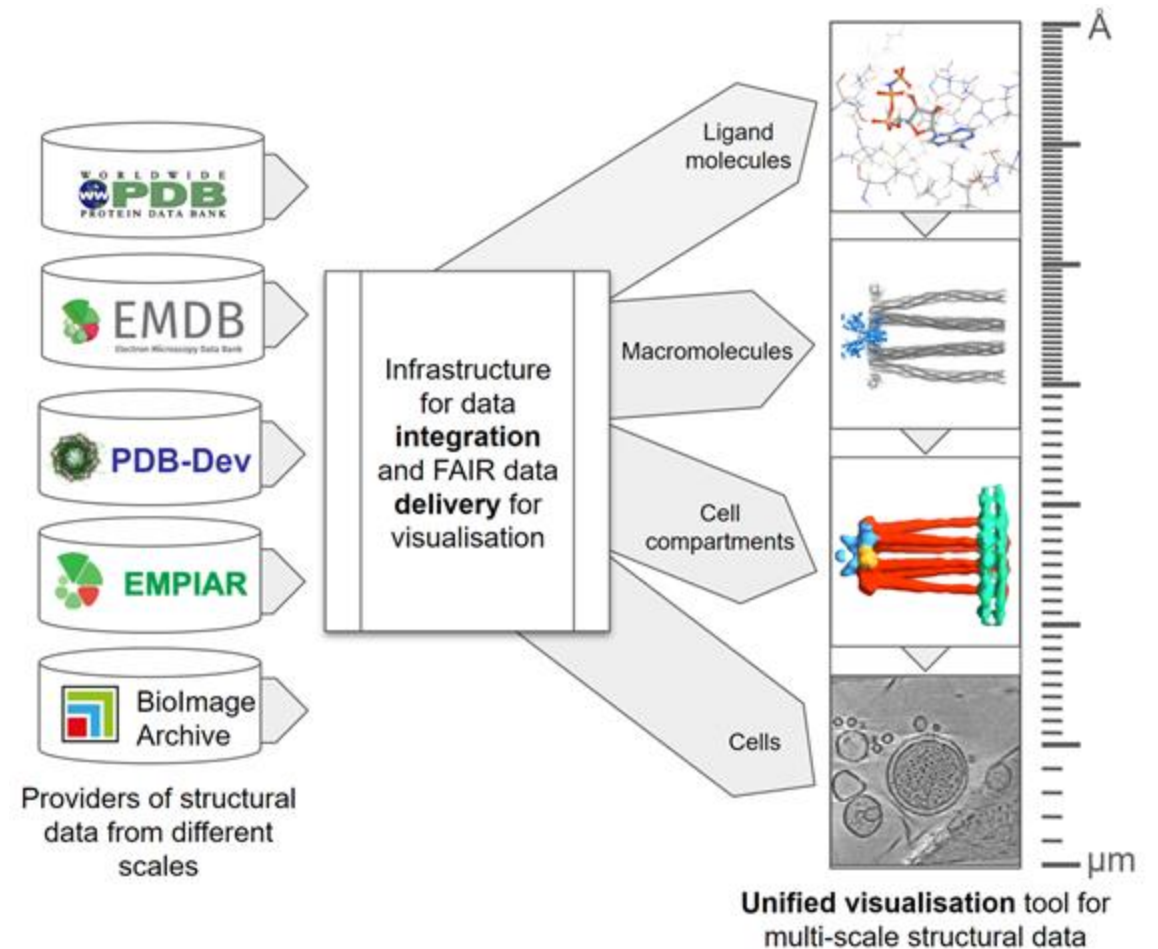 WORLDWIDE
PDB
PROTEIN DATA BANK
EMDB
Electron Microscopy Data Bank
PDB-Dev
EMPIAR
BioImage
Archive
Providers of structural
data from different
scales
Infrastructure
for data
integration
and FAIR data
delivery for
visualisation
Ligand
molecules
Macromolecules
Cell
compartments
Cells
Å
µm
Unified visualisation tool for
multi-scale structural data